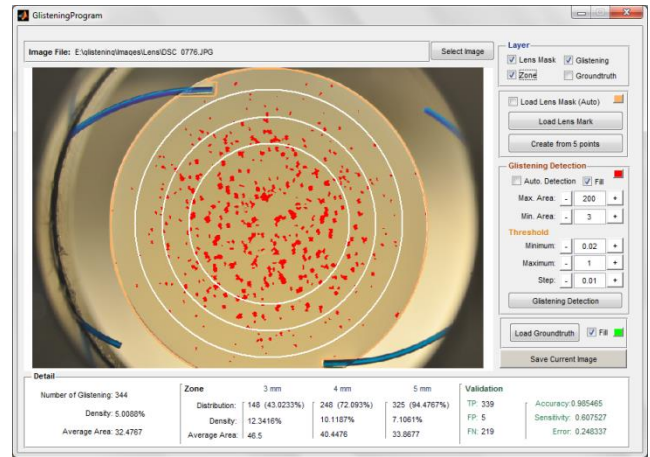 GlisteningProgram
Image File: E:\glistening\Images\Lens\DSC_0776.JPG
Select Image
Layer
Lens Mask Glistening
Zone Groundtruth
Load Lens Mask (Auto)
Load Lens Mark
Create from 5 points
Glistening Detection
Auto. Detection Fill
Max. Area: - 200 +
Min. Area: - 3 +
Threshold
Minimum: - 0.02 +
Maximum: - 1 +
Step: - 0.01 +
Glistening Detection
Load Groundtruth Fill
Save Current Image
Detail
Number of Glistening: 344
Density: 5.0088%
Average Area: 32.4767
Zone 3 mm 4 mm 5 mm
Distribution: 148 (43.0233%) 248 (72.093%) 325 (94.4767%)
Density: 12.3416% 10.1187% 7.1061%
Average Area: 46.5 40.4476 33.8677
Validation
TP: 339 Accuracy:0.985465
FP: 5 Sensitivity: 0.607527
FN: 219 Error: 0.248337